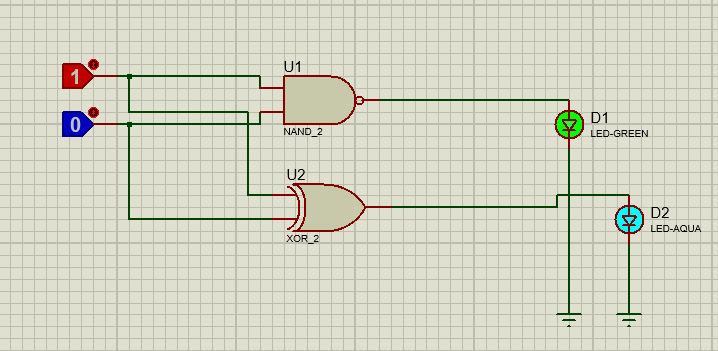 1
0
U1
NAND_2
U2
XOR_2
D1
LED-GREEN
D2
LED-AQUA